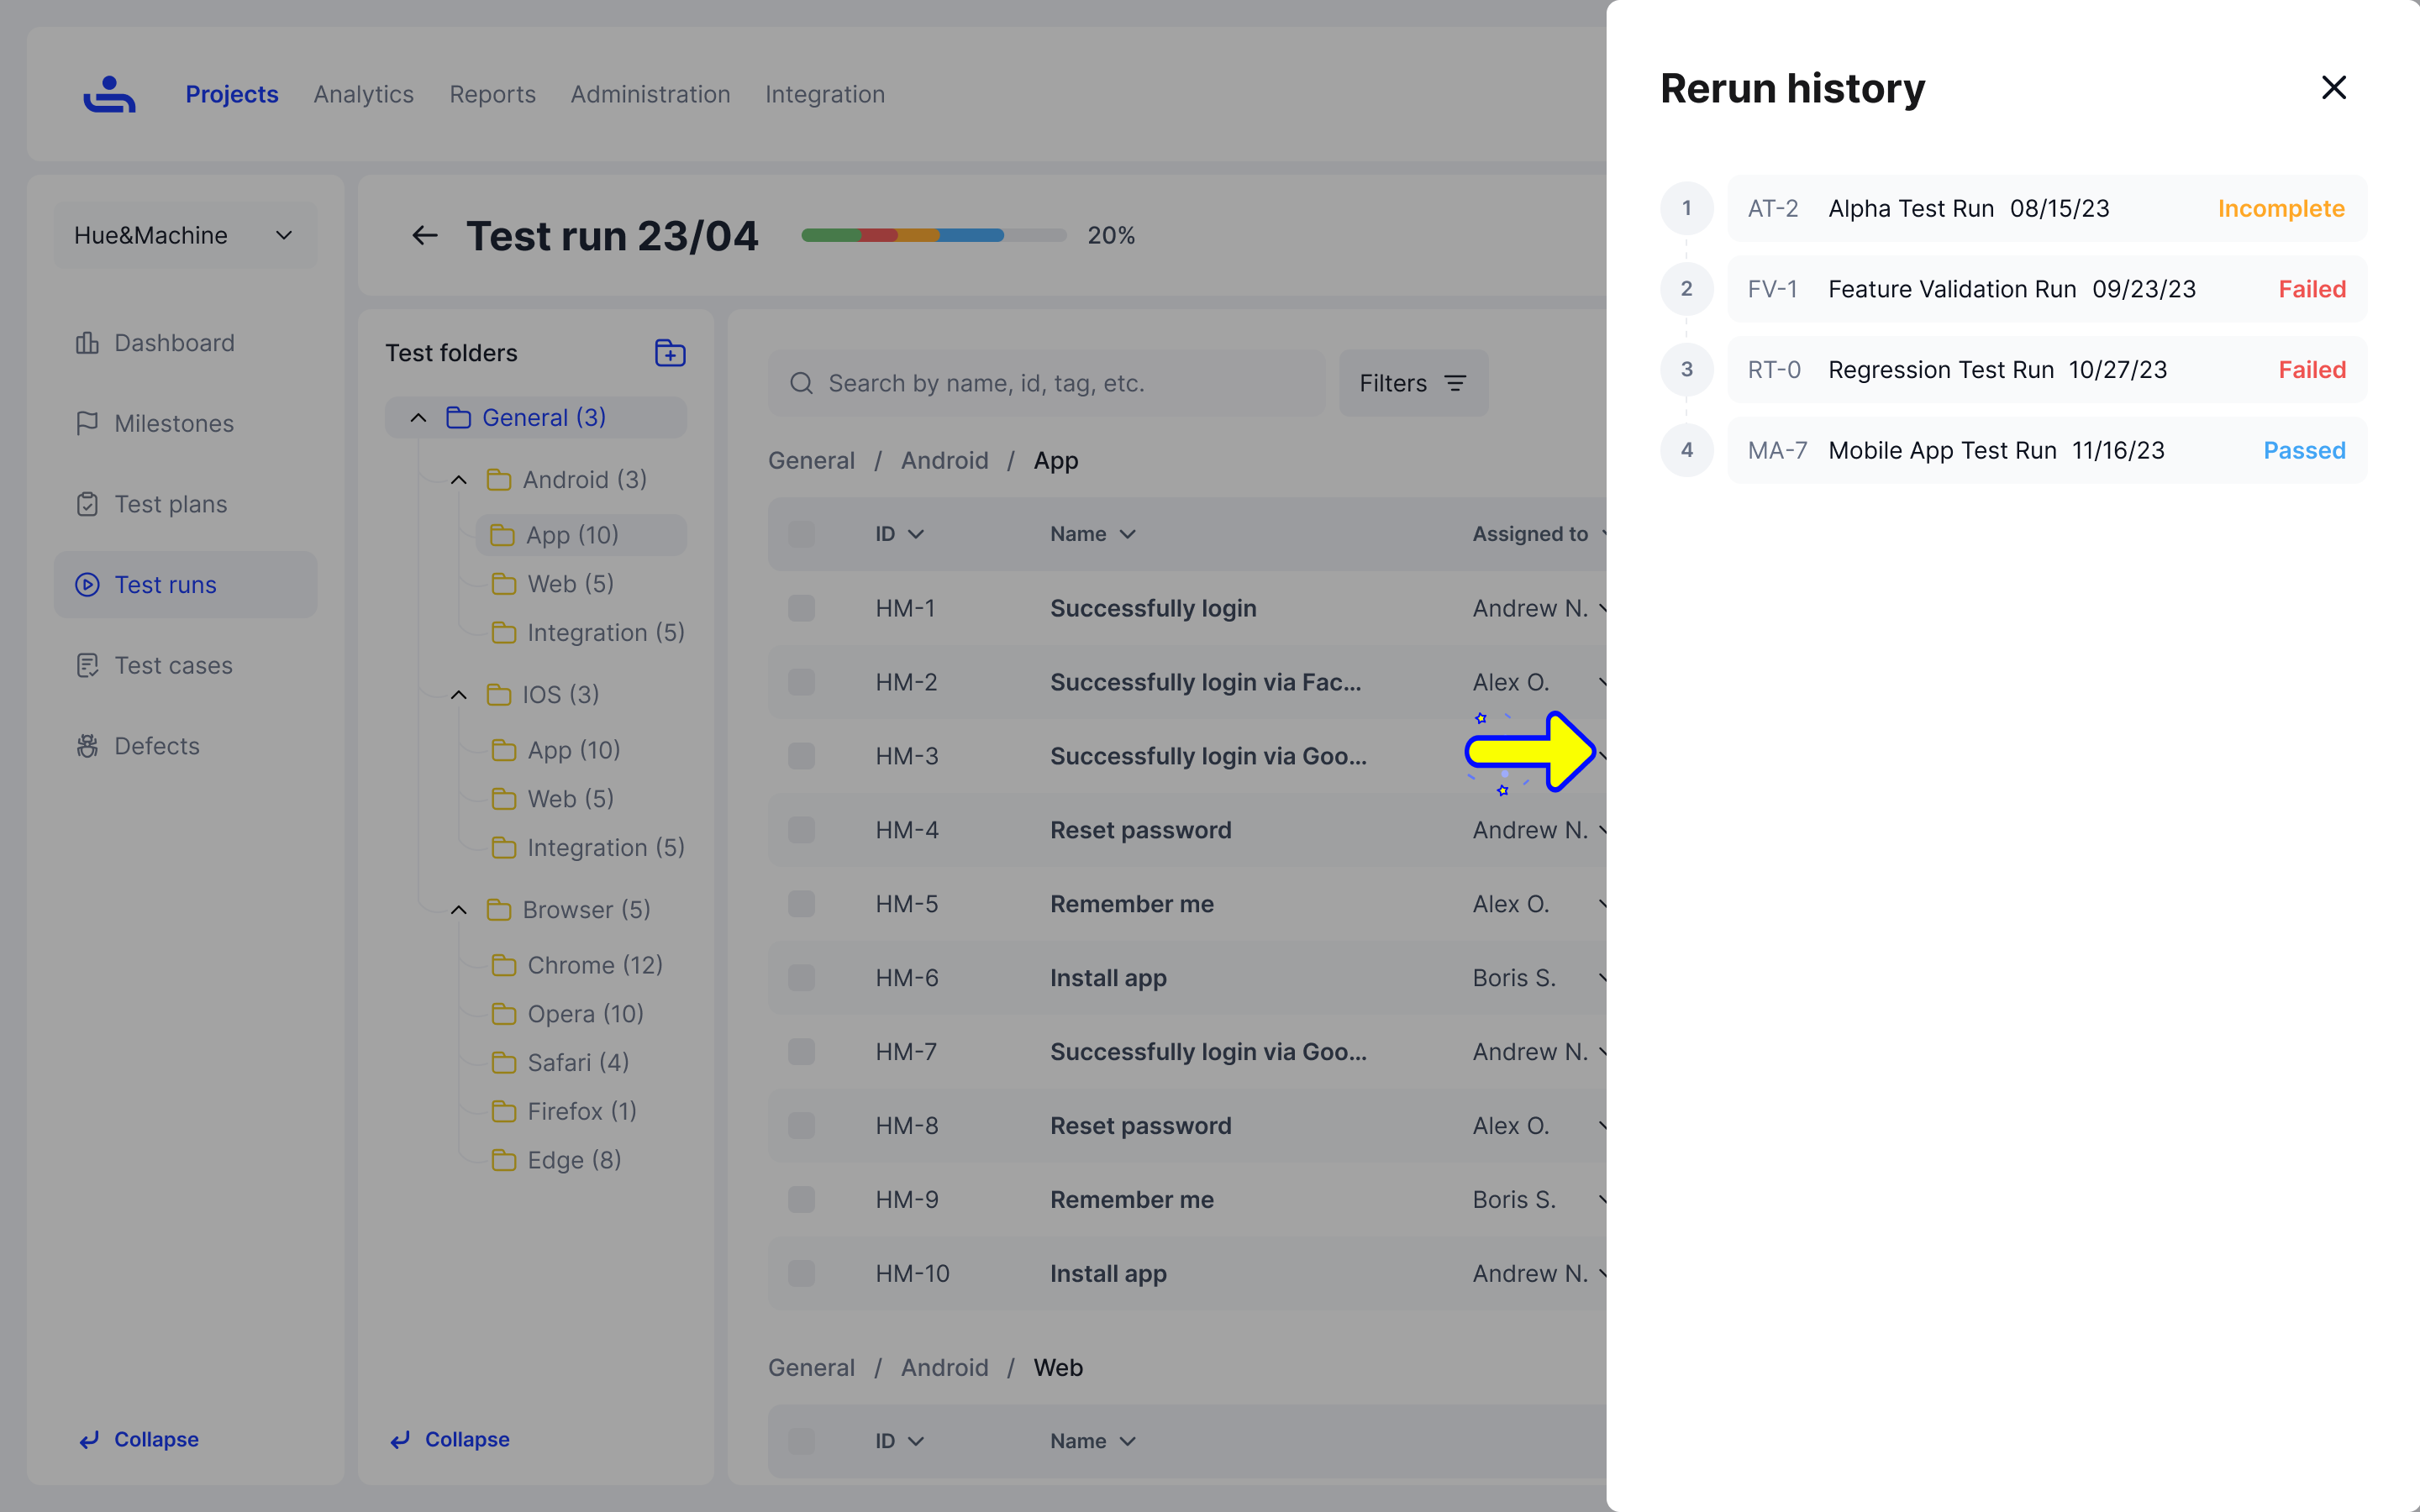 Projects Analytics Reports Administration Integration
Hue&Machine
Dashboard
Milestones
Test plans
Test runs
Test cases
Defects
Collapse
Test run 23/04 20%
Test folders
General (3)
Android (3)
App (10)
Web (5)
Integration (5)
IOS (3)
App (10)
Web (5)
Integration (5)
Browser (5)
Chrome (12)
Opera (10)
Safari (4)
Firefox (1)
Edge (8)
Collapse
Search by name, id, tag, etc. Filters
General / Android / App
ID Name Assigned to
HM-1 Successfully login Andrew N.
HM-2 Successfully login via Fac... Alex O.
HM-3 Successfully login via Goo...
HM-4 Reset password Andrew N.
HM-5 Remember me Alex O.
HM-6 Install app Boris S.
HM-7 Successfully login via Goo... Andrew N.
HM-8 Reset password Alex O.
HM-9 Remember me Boris S.
HM-10 Install app Andrew N.
General / Android / Web
ID Name
Rerun history
1 AT-2 Alpha Test Run 08/15/23 Incomplete
2 FV-1 Feature Validation Run 09/23/23 Failed
3 RT-0 Regression Test Run 10/27/23 Failed
4 MA-7 Mobile App Test Run 11/16/23 Passed